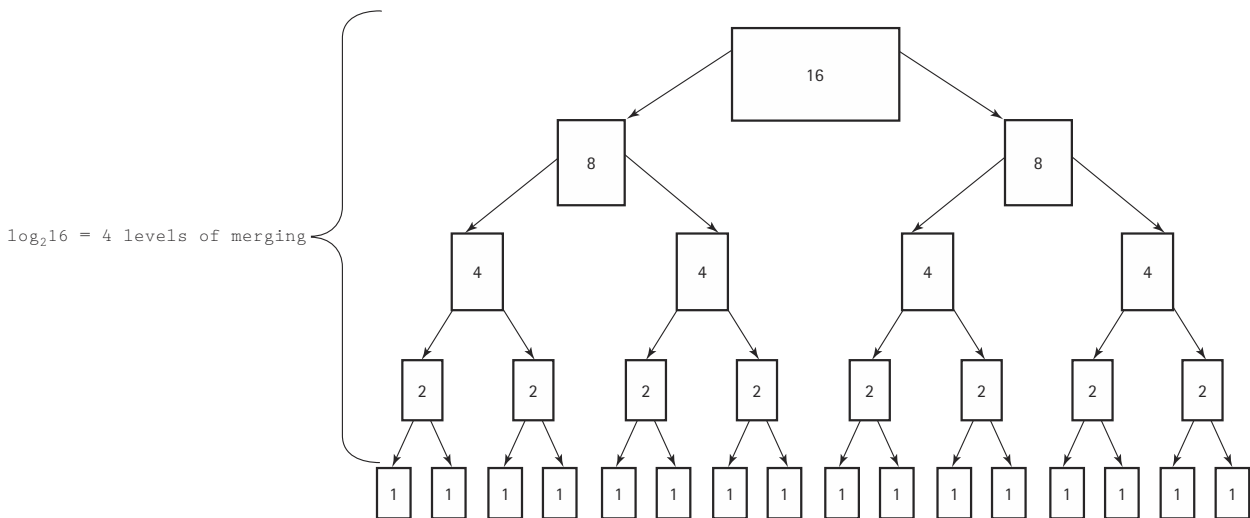 16
8 8
log₂16 = 4 levels of merging
4 4 4 4
2 2 2 2 2 2 2 2
1 1 1 1 1 1 1 1 1 1 1 1 1 1 1 1